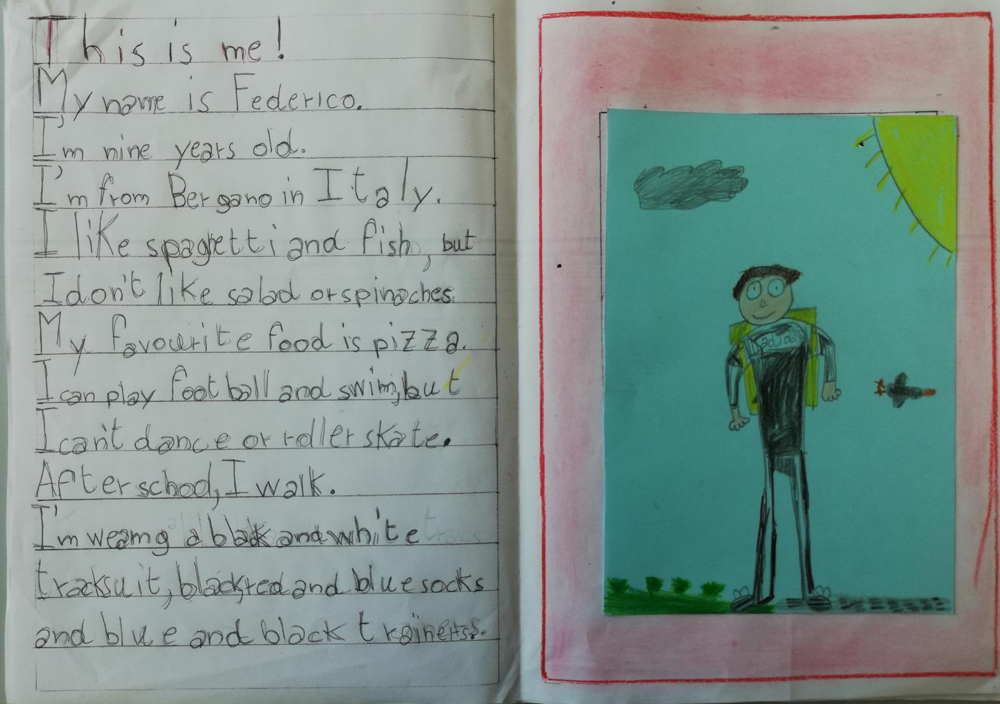 This is me!
My name is Federico.
I'm nine years old.
I'm from Bergamo in Italy.
I like spaghetti and fish, but
I don't like salad or spinaches.
My favourite food is pizza.
I can play football and swim, but
I can't dance or roller skate.
After school, I walk.
I'm wearing a black and white
tracksuit, black, red and blue socks
and blue and black trainers.
adidas